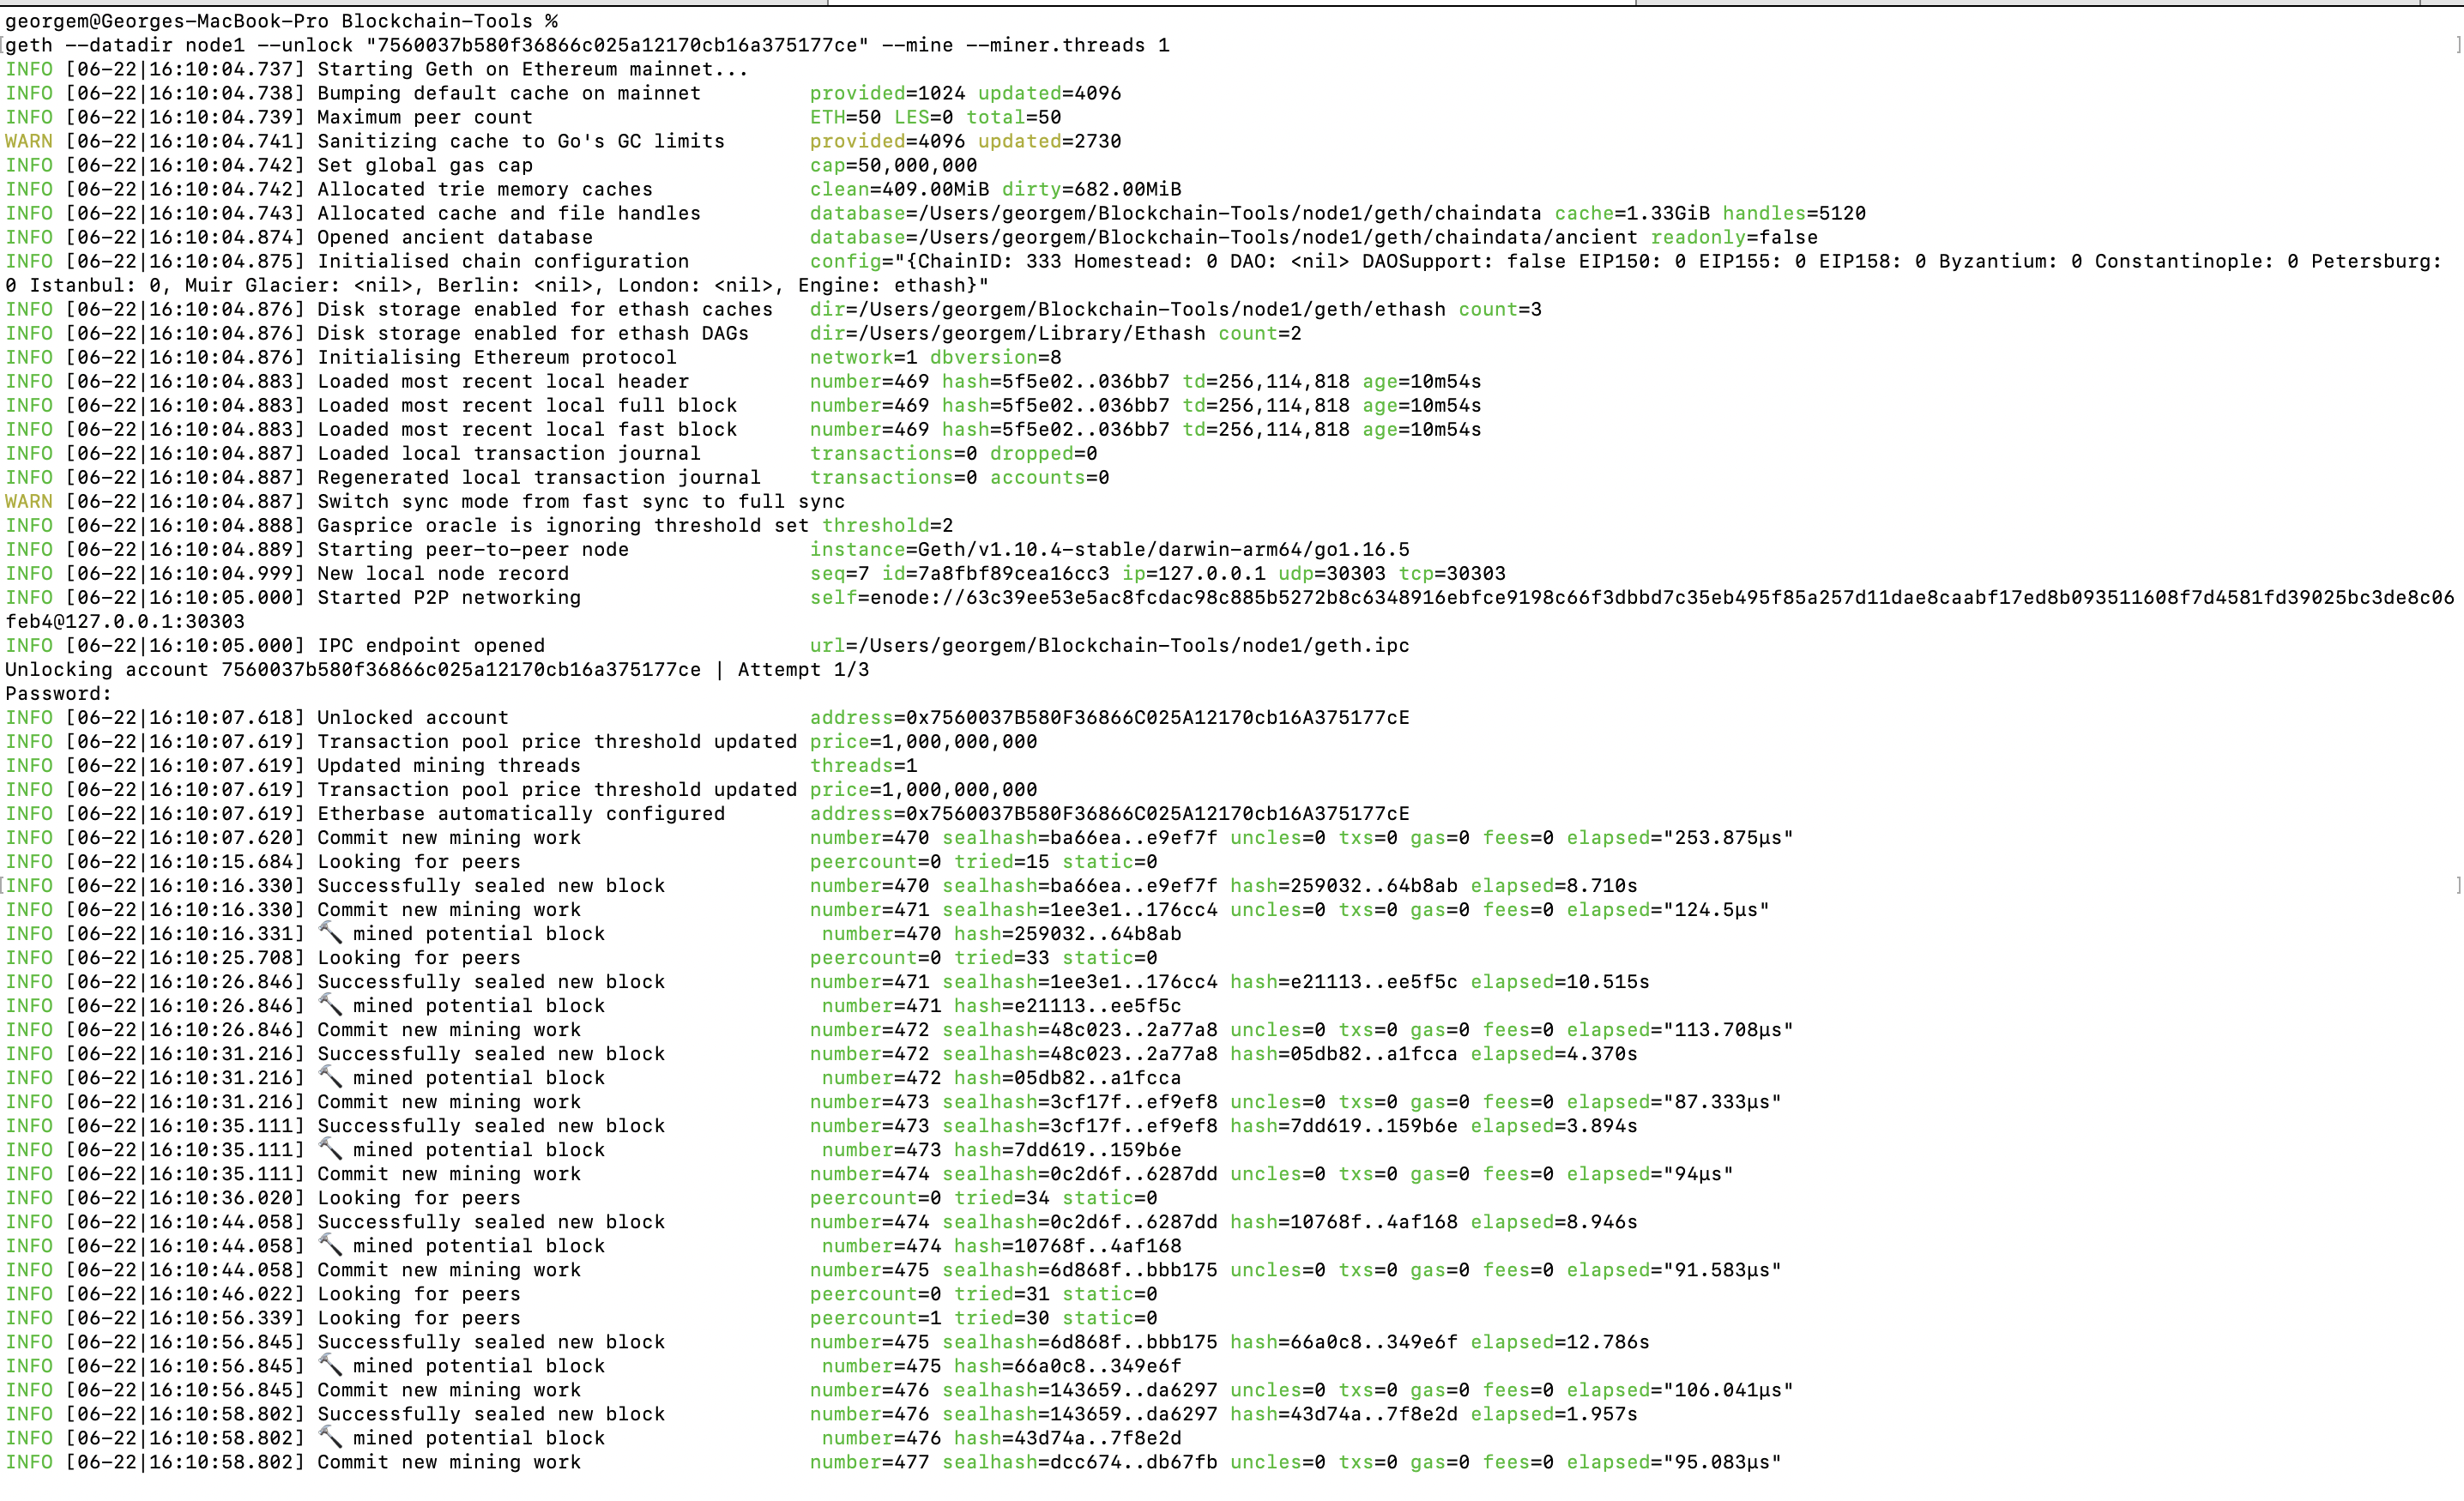 georgem@Georges-MacBook-Pro Blockchain-Tools %
geth --datadir node1 --unlock "7560037b580f36866c025a12170cb16a375177ce" --mine --miner.threads 1
INFO [06-22|16:10:04.737] Starting Geth on Ethereum mainnet...
INFO [06-22|16:10:04.738] Bumping default cache on mainnet provided=1024 updated=4096
INFO [06-22|16:10:04.739] Maximum peer count ETH=50 LES=0 total=50
WARN [06-22|16:10:04.741] Sanitizing cache to Go's GC limits provided=4096 updated=2730
INFO [06-22|16:10:04.742] Set global gas cap cap=50,000,000
INFO [06-22|16:10:04.742] Allocated trie memory caches clean=409.00MiB dirty=682.00MiB
INFO [06-22|16:10:04.743] Allocated cache and file handles database=/Users/georgem/Blockchain-Tools/node1/geth/chaindata cache=1.33GiB handles=5120
INFO [06-22|16:10:04.874] Opened ancient database database=/Users/georgem/Blockchain-Tools/node1/geth/chaindata/ancient readonly=false
INFO [06-22|16:10:04.875] Initialised chain configuration config="{ChainID: 333 Homestead: 0 DAO: <nil> DAOSupport: false EIP150: 0 EIP155: 0 EIP158: 0 Byzantium: 0 Constantinople: 0 Petersburg:
0 Istanbul: 0, Muir Glacier: <nil>, Berlin: <nil>, London: <nil>, Engine: ethash}"
INFO [06-22|16:10:04.876] Disk storage enabled for ethash caches dir=/Users/georgem/Blockchain-Tools/node1/geth/ethash count=3
INFO [06-22|16:10:04.876] Disk storage enabled for ethash DAGs dir=/Users/georgem/Library/Ethash count=2
INFO [06-22|16:10:04.876] Initialising Ethereum protocol network=1 dbversion=8
INFO [06-22|16:10:04.883] Loaded most recent local header number=469 hash=5f5e02..036bb7 td=256,114,818 age=10m54s
INFO [06-22|16:10:04.883] Loaded most recent local full block number=469 hash=5f5e02..036bb7 td=256,114,818 age=10m54s
INFO [06-22|16:10:04.883] Loaded most recent local fast block number=469 hash=5f5e02..036bb7 td=256,114,818 age=10m54s
INFO [06-22|16:10:04.887] Loaded local transaction journal transactions=0 dropped=0
INFO [06-22|16:10:04.887] Regenerated local transaction journal transactions=0 accounts=0
WARN [06-22|16:10:04.887] Switch sync mode from fast sync to full sync
INFO [06-22|16:10:04.888] Gasprice oracle is ignoring threshold set threshold=2
INFO [06-22|16:10:04.889] Starting peer-to-peer node instance=Geth/v1.10.4-stable/darwin-arm64/go1.16.5
INFO [06-22|16:10:04.999] New local node record seq=7 id=7a8fbf89cea16cc3 ip=127.0.0.1 udp=30303 tcp=30303
INFO [06-22|16:10:05.000] Started P2P networking self=enode://63c39ee53e5ac8fcdac98c885b5272b8c6348916ebfce9198c66f3dbbd7c35eb495f85a257d11dae8caabf17ed8b093511608f7d4581fd39025bc3de8c06
feb4@127.0.0.1:30303
INFO [06-22|16:10:05.000] IPC endpoint opened url=/Users/georgem/Blockchain-Tools/node1/geth.ipc
Unlocking account 7560037b580f36866c025a12170cb16a375177ce | Attempt 1/3
Password:
INFO [06-22|16:10:07.618] Unlocked account address=0x7560037B580F36866C025A12170cb16A375177cE
INFO [06-22|16:10:07.619] Transaction pool price threshold updated price=1,000,000,000
INFO [06-22|16:10:07.619] Updated mining threads threads=1
INFO [06-22|16:10:07.619] Transaction pool price threshold updated price=1,000,000,000
INFO [06-22|16:10:07.619] Etherbase automatically configured address=0x7560037B580F36866C025A12170cb16A375177cE
INFO [06-22|16:10:07.620] Commit new mining work number=470 sealhash=ba66ea..e9ef7f uncles=0 txs=0 gas=0 fees=0 elapsed="253.875µs"
INFO [06-22|16:10:15.684] Looking for peers peercount=0 tried=15 static=0
INFO [06-22|16:10:16.330] Successfully sealed new block number=470 sealhash=ba66ea..e9ef7f hash=259032..64b8ab elapsed=8.710s
INFO [06-22|16:10:16.330] Commit new mining work number=471 sealhash=1ee3e1..176cc4 uncles=0 txs=0 gas=0 fees=0 elapsed="124.5µs"
INFO [06-22|16:10:16.331] 🔨 mined potential block number=470 hash=259032..64b8ab
INFO [06-22|16:10:25.708] Looking for peers peercount=0 tried=33 static=0
INFO [06-22|16:10:26.846] Successfully sealed new block number=471 sealhash=1ee3e1..176cc4 hash=e21113..ee5f5c elapsed=10.515s
INFO [06-22|16:10:26.846] 🔨 mined potential block number=471 hash=e21113..ee5f5c
INFO [06-22|16:10:26.846] Commit new mining work number=472 sealhash=48c023..2a77a8 uncles=0 txs=0 gas=0 fees=0 elapsed="113.708µs"
INFO [06-22|16:10:31.216] Successfully sealed new block number=472 sealhash=48c023..2a77a8 hash=05db82..a1fcca elapsed=4.370s
INFO [06-22|16:10:31.216] 🔨 mined potential block number=472 hash=05db82..a1fcca
INFO [06-22|16:10:31.216] Commit new mining work number=473 sealhash=3cf17f..ef9ef8 uncles=0 txs=0 gas=0 fees=0 elapsed="87.333µs"
INFO [06-22|16:10:35.111] Successfully sealed new block number=473 sealhash=3cf17f..ef9ef8 hash=7dd619..159b6e elapsed=3.894s
INFO [06-22|16:10:35.111] 🔨 mined potential block number=473 hash=7dd619..159b6e
INFO [06-22|16:10:35.111] Commit new mining work number=474 sealhash=0c2d6f..6287dd uncles=0 txs=0 gas=0 fees=0 elapsed="94µs"
INFO [06-22|16:10:36.020] Looking for peers peercount=0 tried=34 static=0
INFO [06-22|16:10:44.058] Successfully sealed new block number=474 sealhash=0c2d6f..6287dd hash=10768f..4af168 elapsed=8.946s
INFO [06-22|16:10:44.058] 🔨 mined potential block number=474 hash=10768f..4af168
INFO [06-22|16:10:44.058] Commit new mining work number=475 sealhash=6d868f..bbb175 uncles=0 txs=0 gas=0 fees=0 elapsed="91.583µs"
INFO [06-22|16:10:46.022] Looking for peers peercount=0 tried=31 static=0
INFO [06-22|16:10:56.339] Looking for peers peercount=1 tried=30 static=0
INFO [06-22|16:10:56.845] Successfully sealed new block number=475 sealhash=6d868f..bbb175 hash=66a0c8..349e6f elapsed=12.786s
INFO [06-22|16:10:56.845] 🔨 mined potential block number=475 hash=66a0c8..349e6f
INFO [06-22|16:10:56.845] Commit new mining work number=476 sealhash=143659..da6297 uncles=0 txs=0 gas=0 fees=0 elapsed="106.041µs"
INFO [06-22|16:10:58.802] Successfully sealed new block number=476 sealhash=143659..da6297 hash=43d74a..7f8e2d elapsed=1.957s
INFO [06-22|16:10:58.802] 🔨 mined potential block number=476 hash=43d74a..7f8e2d
INFO [06-22|16:10:58.802] Commit new mining work number=477 sealhash=dcc674..db67fb uncles=0 txs=0 gas=0 fees=0 elapsed="95.083µs"